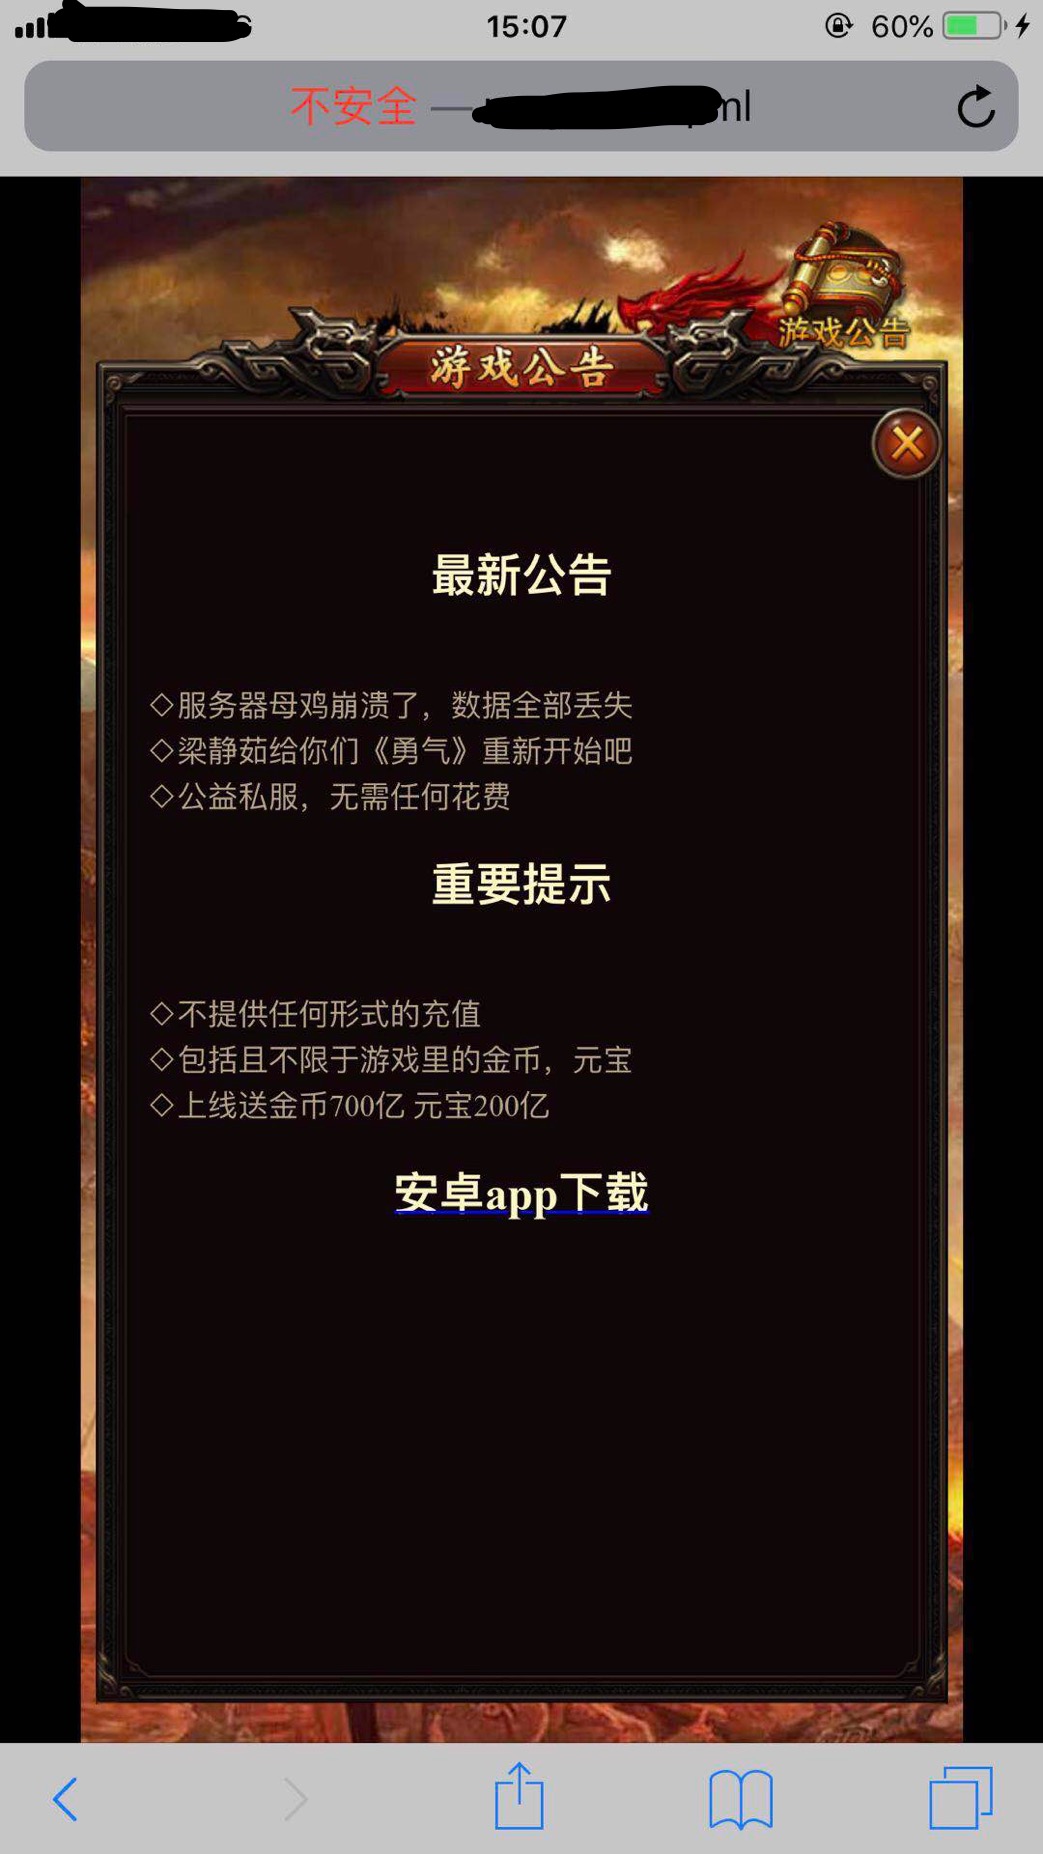 15:07
60%
不安全 —
ml
游戏公告
游戏公告
最新公告
◇服务器母鸡崩溃了，数据全部丢失
◇梁静茹给你们《勇气》重新开始吧
◇公益私服，无需任何花费
重要提示
◇不提供任何形式的充值
◇包括且不限于游戏里的金币，元宝
◇上线送金币700亿 元宝200亿
安卓app下载